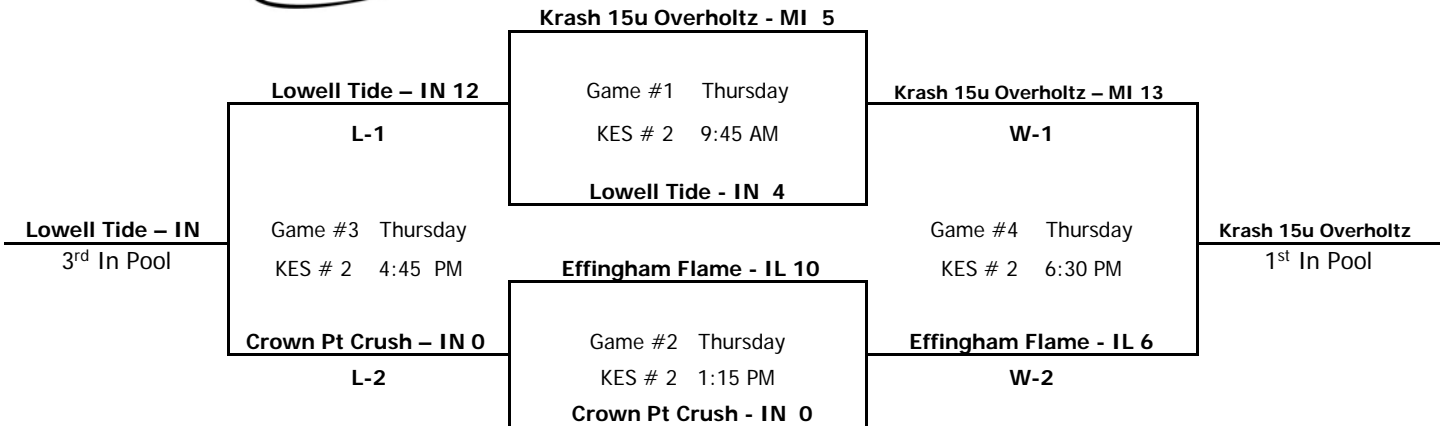 Krash 15u Overholtz - MI 5
Lowell Tide – IN 12
Game #1 Thursday
Krash 15u Overholtz – MI 13
L-1
KES # 2 9:45 AM
W-1
Lowell Tide - IN 4
Lowell Tide – IN
Game #3 Thursday
Game #4 Thursday
Krash 15u Overholtz
3rd In Pool
KES # 2 4:45 PM
Effingham Flame - IL 10
KES # 2 6:30 PM
1st In Pool
Crown Pt Crush – IN 0
Game #2 Thursday
Effingham Flame - IL 6
L-2
KES # 2 1:15 PM
W-2
Crown Pt Crush - IN 0